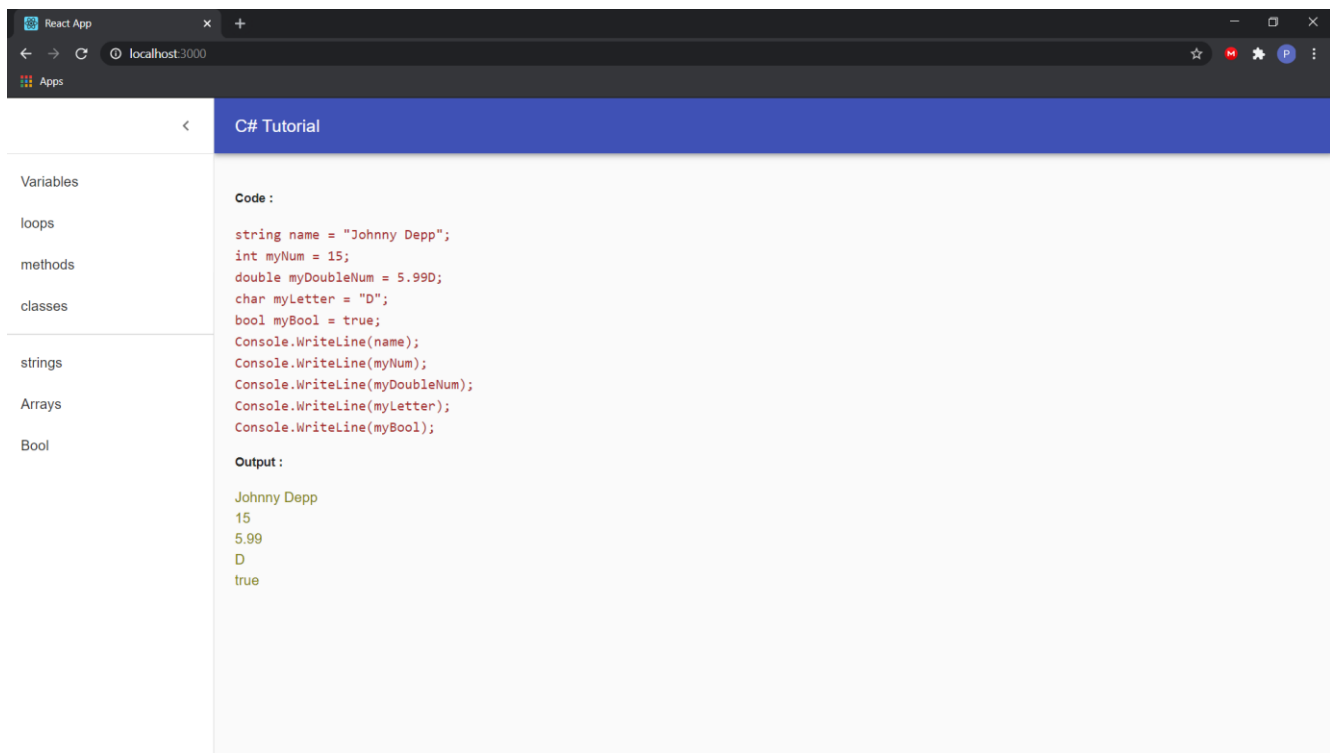 React App
localhost:3000
M
P
Apps
C# Tutorial
Variables
loops
methods
classes
strings
Arrays
Bool
Code :
string name = "Johnny Depp";
int myNum = 15;
double myDoubleNum = 5.99D;
char myLetter = "D";
bool myBool = true;
Console.WriteLine(name);
Console.WriteLine(myNum);
Console.WriteLine(myDoubleNum);
Console.WriteLine(myLetter);
Console.WriteLine(myBool);
Output :
Johnny Depp
15
5.99
D
true